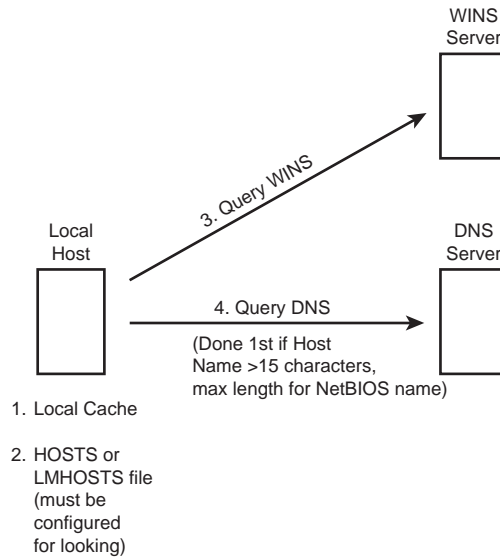 WINS
Server
3. Query WINS
Local
Host
DNS
Server
4. Query DNS
(Done 1st if Host
Name >15 characters,
max length for NetBIOS name)
1. Local Cache
2. HOSTS or
LMHOSTS file
(must be
configured
for looking)